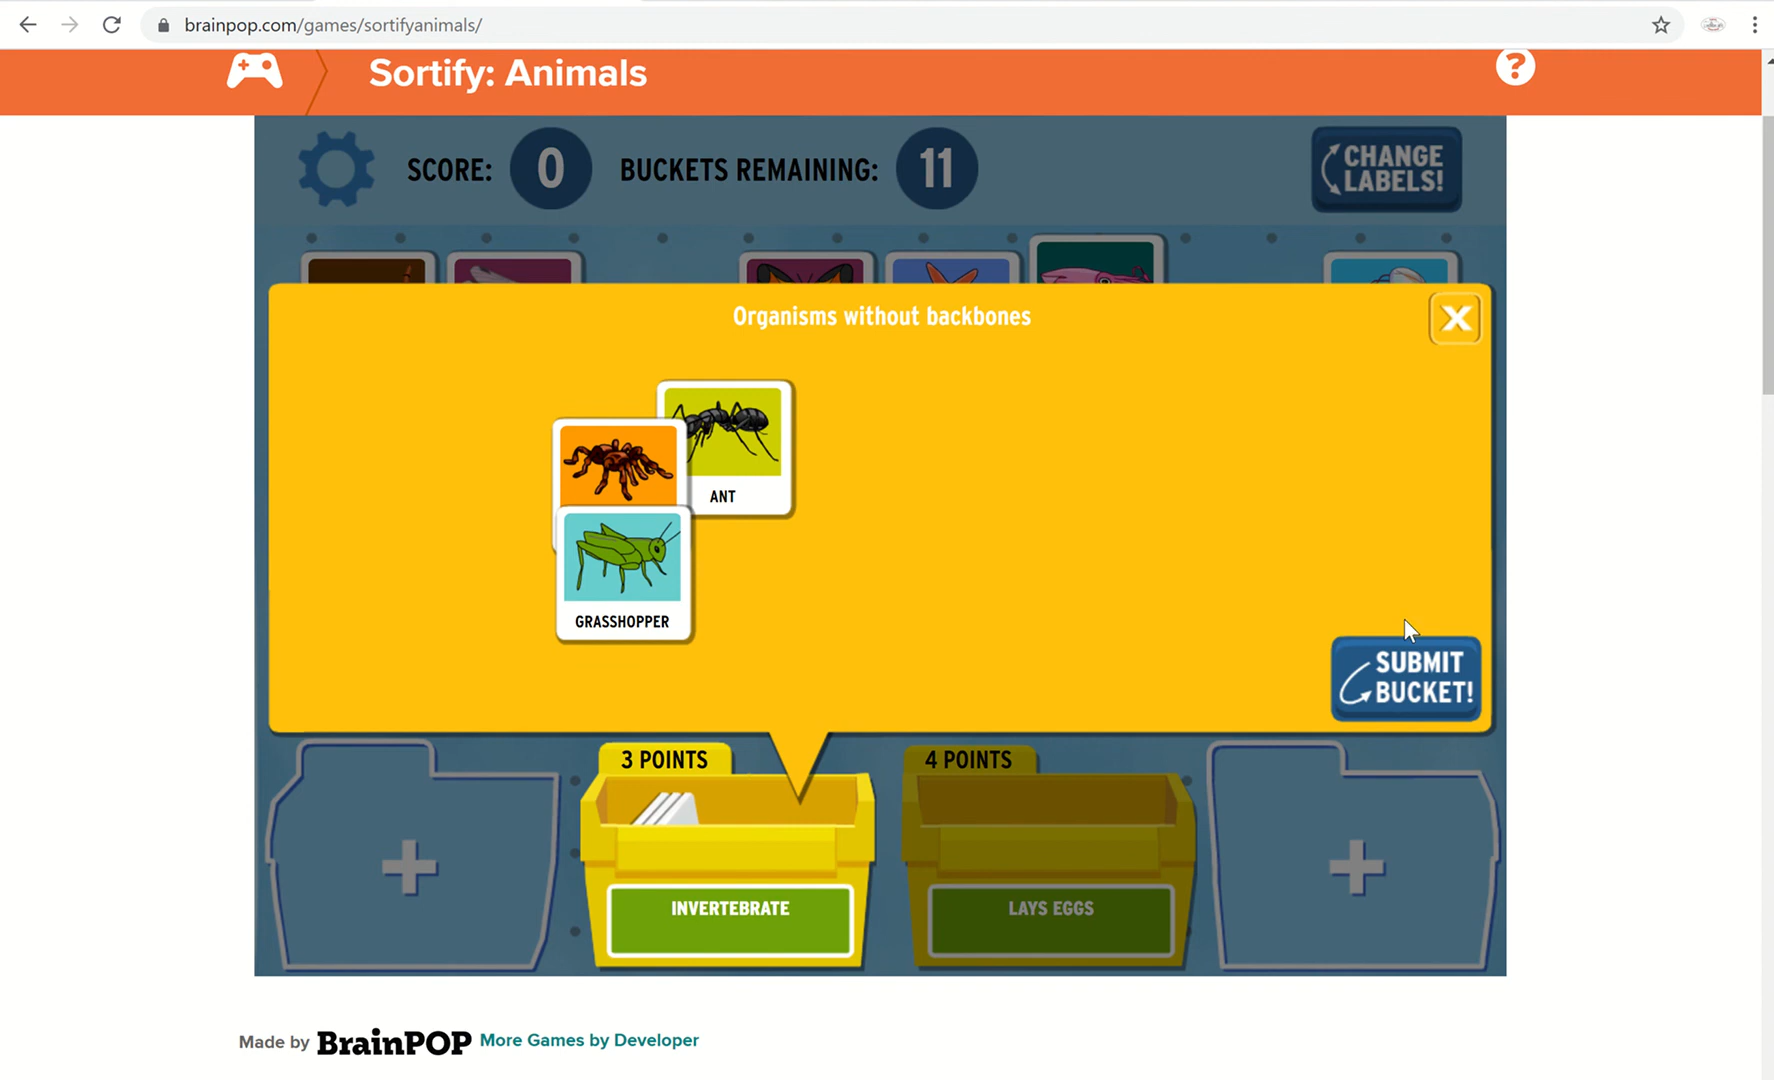 brainpop.com/games/sortifyanimals/
Sortify: Animals
?
SCORE: 0 BUCKETS REMAINING: 11
CHANGE
LABELS!
Organisms without backbones
X
ANT
GRASSHOPPER
SUBMIT
BUCKET!
3 POINTS
4 POINTS
INVERTEBRATE
LAYS EGGS
Made by BrainPOP More Games by Developer